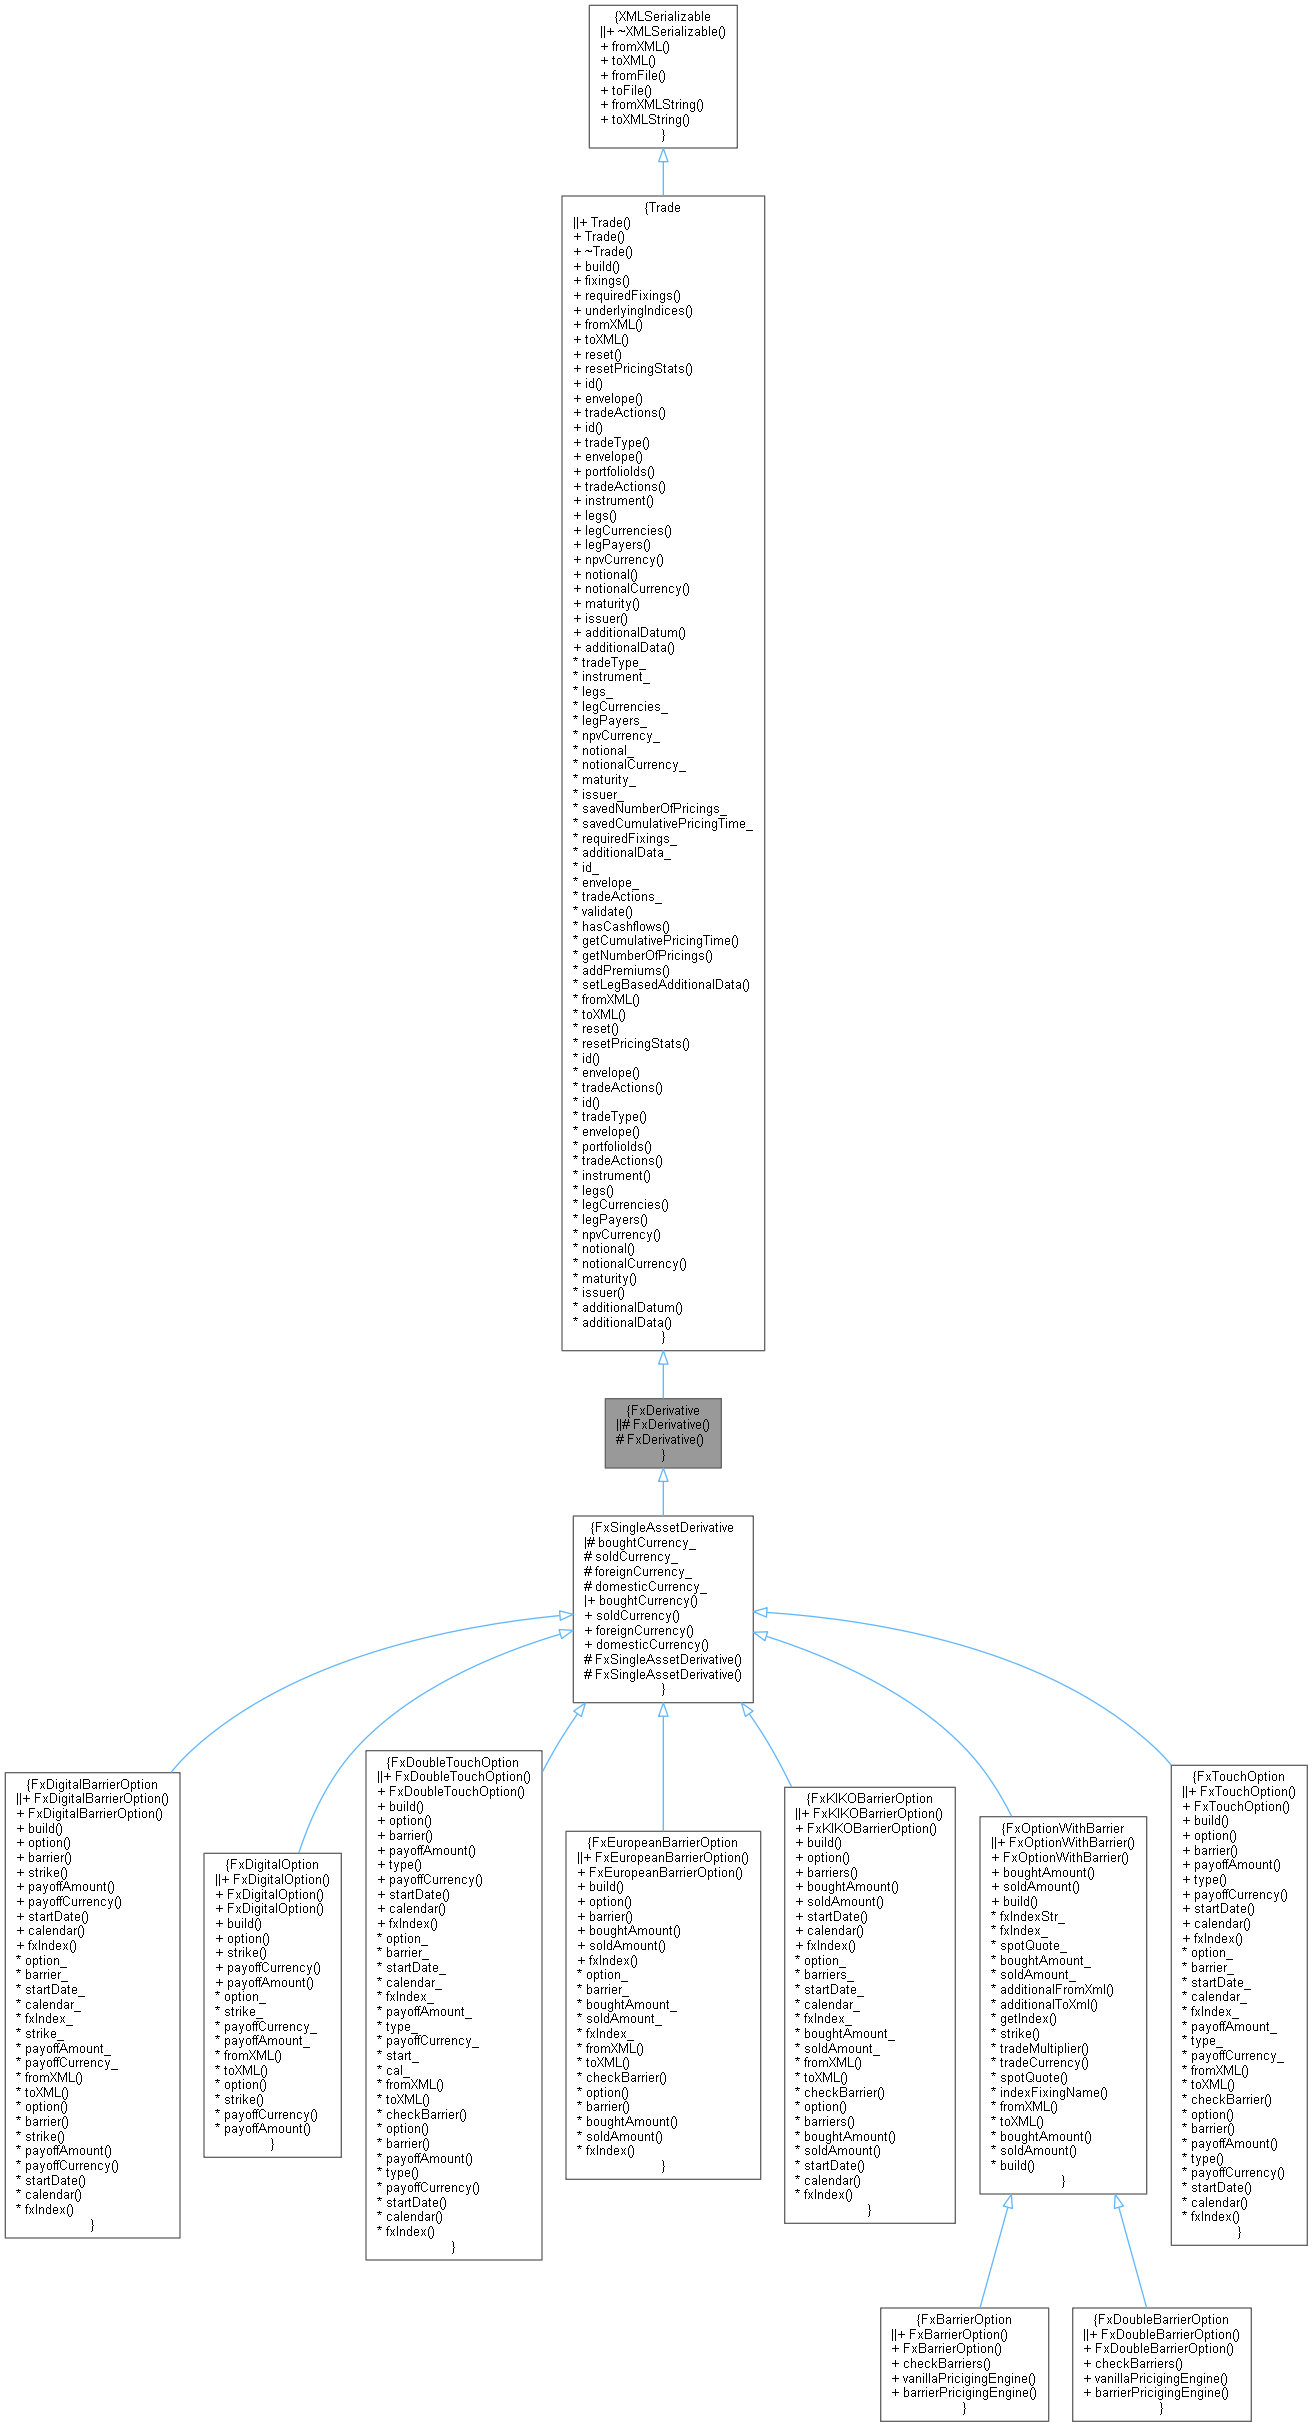 {XMLSerializable
||+ ~XMLSerializable()
+ fromXML()
+ toXML()
+ fromFile()
+ toFile()
+ fromXMLString()
+ toXMLString()
}
{Trade
||+ Trade()
+ Trade()
+ ~Trade()
+ build()
+ fixings()
+ requiredFixings()
+ underlyingIndices()
+ fromXML()
+ toXML()
+ reset()
+ resetPricingStats()
+ id()
+ envelope()
+ tradeActions()
+ id()
+ tradeType()
+ envelope()
+ portfolioIds()
+ tradeActions()
+ instrument()
+ legs()
+ legCurrencies()
+ legPayers()
+ npvCurrency()
+ notional()
+ notionalCurrency()
+ maturity()
+ issuer()
+ additionalDatum()
+ additionalData()
* tradeType_
* instrument_
* legs_
* legCurrencies_
* legPayers_
* npvCurrency_
* notional_
* notionalCurrency_
* maturity_
* issuer_
* savedNumberOfPricings_
* savedCumulativePricingTime_
* requiredFixings_
* additionalData_
* id_
* envelope_
* tradeActions_
* validate()
* hasCashflows()
* getCumulativePricingTime()
* getNumberOfPricings()
* addPremiums()
* setLegBasedAdditionalData()
* fromXML()
* toXML()
* reset()
* resetPricingStats()
* id()
* envelope()
* tradeActions()
* id()
* tradeType()
* envelope()
* portfolioIds()
* tradeActions()
* instrument()
* legs()
* legCurrencies()
* legPayers()
* npvCurrency()
* notional()
* notionalCurrency()
* maturity()
* issuer()
* additionalDatum()
* additionalData()
}
{FxDerivative
||# FxDerivative()
# FxDerivative()
}
{FxSingleAssetDerivative
|# boughtCurrency_
# soldCurrency_
# foreignCurrency_
# domesticCurrency_
|+ boughtCurrency()
+ soldCurrency()
+ foreignCurrency()
+ domesticCurrency()
# FxSingleAssetDerivative()
# FxSingleAssetDerivative()
}
{FxDigitalBarrierOption
||+ FxDigitalBarrierOption()
+ FxDigitalBarrierOption()
+ build()
+ option()
+ barrier()
+ strike()
+ payoffAmount()
+ payoffCurrency()
+ startDate()
+ calendar()
+ fxIndex()
* option_
* barrier_
* startDate_
* calendar_
* fxIndex_
* strike_
* payoffAmount_
* payoffCurrency_
* fromXML()
* toXML()
* option()
* barrier()
* strike()
* payoffAmount()
* payoffCurrency()
* startDate()
* calendar()
* fxIndex()
}
{FxDigitalOption
||+ FxDigitalOption()
+ FxDigitalOption()
+ FxDigitalOption()
+ build()
+ option()
+ strike()
+ payoffCurrency()
+ payoffAmount()
* option_
* strike_
* payoffCurrency_
* payoffAmount_
* fromXML()
* toXML()
* option()
* strike()
* payoffCurrency()
* payoffAmount()
}
{FxDoubleTouchOption
||+ FxDoubleTouchOption()
+ FxDoubleTouchOption()
+ build()
+ option()
+ barrier()
+ payoffAmount()
+ type()
+ payoffCurrency()
+ startDate()
+ calendar()
+ fxIndex()
* option_
* barrier_
* startDate_
* calendar_
* fxIndex_
* payoffAmount_
* type_
* payoffCurrency_
* start_
* cal_
* fromXML()
* toXML()
* checkBarrier()
* option()
* barrier()
* payoffAmount()
* type()
* payoffCurrency()
* startDate()
* calendar()
* fxIndex()
}
{FxEuropeanBarrierOption
||+ FxEuropeanBarrierOption()
+ FxEuropeanBarrierOption()
+ build()
+ option()
+ barrier()
+ boughtAmount()
+ soldAmount()
+ fxIndex()
* option_
* barrier_
* boughtAmount_
* soldAmount_
* fxIndex_
* fromXML()
* toXML()
* checkBarrier()
* option()
* barrier()
* boughtAmount()
* soldAmount()
* fxIndex()
}
{FxKIKOBarrierOption
||+ FxKIKOBarrierOption()
+ FxKIKOBarrierOption()
+ build()
+ option()
+ barriers()
+ boughtAmount()
+ soldAmount()
+ startDate()
+ calendar()
+ fxIndex()
* option_
* barriers_
* startDate_
* calendar_
* fxIndex_
* boughtAmount_
* soldAmount_
* fromXML()
* toXML()
* checkBarrier()
* option()
* barriers()
* boughtAmount()
* soldAmount()
* startDate()
* calendar()
* fxIndex()
}
{FxOptionWithBarrier
||+ FxOptionWithBarrier()
+ FxOptionWithBarrier()
+ boughtAmount()
+ soldAmount()
+ build()
* fxIndexStr_
* fxIndex_
* spotQuote_
* boughtAmount_
* soldAmount_
* additionalFromXml()
* additionalToXml()
* getIndex()
* strike()
* tradeMultiplier()
* tradeCurrency()
* spotQuote()
* indexFixingName()
* fromXML()
* toXML()
* boughtAmount()
* soldAmount()
* build()
}
{FxTouchOption
||+ FxTouchOption()
+ FxTouchOption()
+ build()
+ option()
+ barrier()
+ payoffAmount()
+ type()
+ payoffCurrency()
+ startDate()
+ calendar()
+ fxIndex()
* option_
* barrier_
* startDate_
* calendar_
* fxIndex_
* payoffAmount_
* type_
* payoffCurrency_
* fromXML()
* toXML()
* checkBarrier()
* option()
* barrier()
* payoffAmount()
* type()
* payoffCurrency()
* startDate()
* calendar()
* fxIndex()
}
{FxBarrierOption
||+ FxBarrierOption()
+ FxBarrierOption()
+ checkBarriers()
+ vanillaPricigingEngine()
+ barrierPricigingEngine()
}
{FxDoubleBarrierOption
||+ FxDoubleBarrierOption()
+ FxDoubleBarrierOption()
+ checkBarriers()
+ vanillaPricigingEngine()
+ barrierPricigingEngine()
}